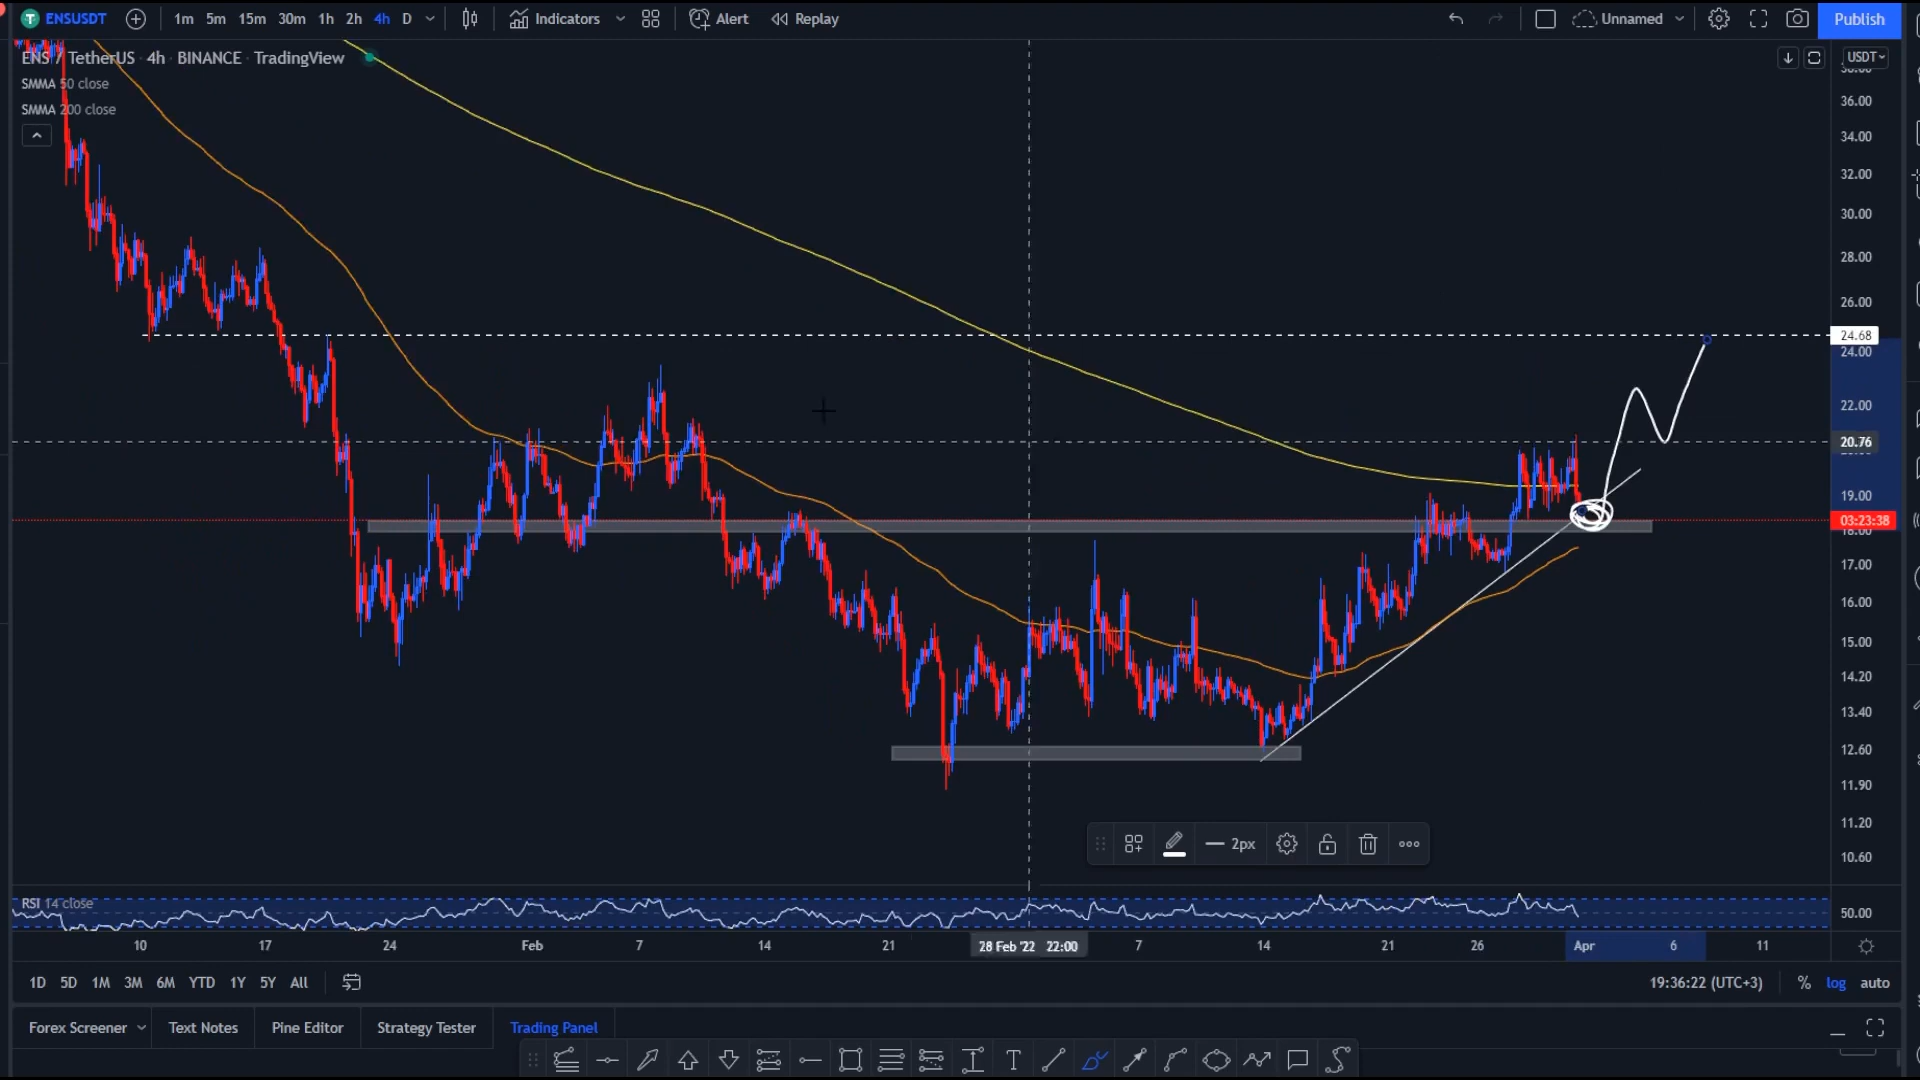 ENSUSDT 1m 5m 15m 30m 1h 2h 4h D Indicators Alert Replay Unnamed Publish
ENS / TetherUS · 4h · BINANCE · TradingView
USDT
SMMA 50 close
SMMA 200 close
36.00
34.00
32.00
30.00
28.00
26.00
24.68
24.00
22.00
20.76
19.00
03:23:38
18.00
17.00
16.00
15.00
14.20
13.40
12.60
11.90
11.20
10.60
2px
RSI 14 close
50.00
10 17 24 Feb 7 14 21 28 Feb '22 22:00 7 14 21 26 Apr 6 11
1D 5D 1M 3M 6M YTD 1Y 5Y All 19:36:22 (UTC+3) % log auto
Forex Screener Text Notes Pine Editor Strategy Tester Trading Panel